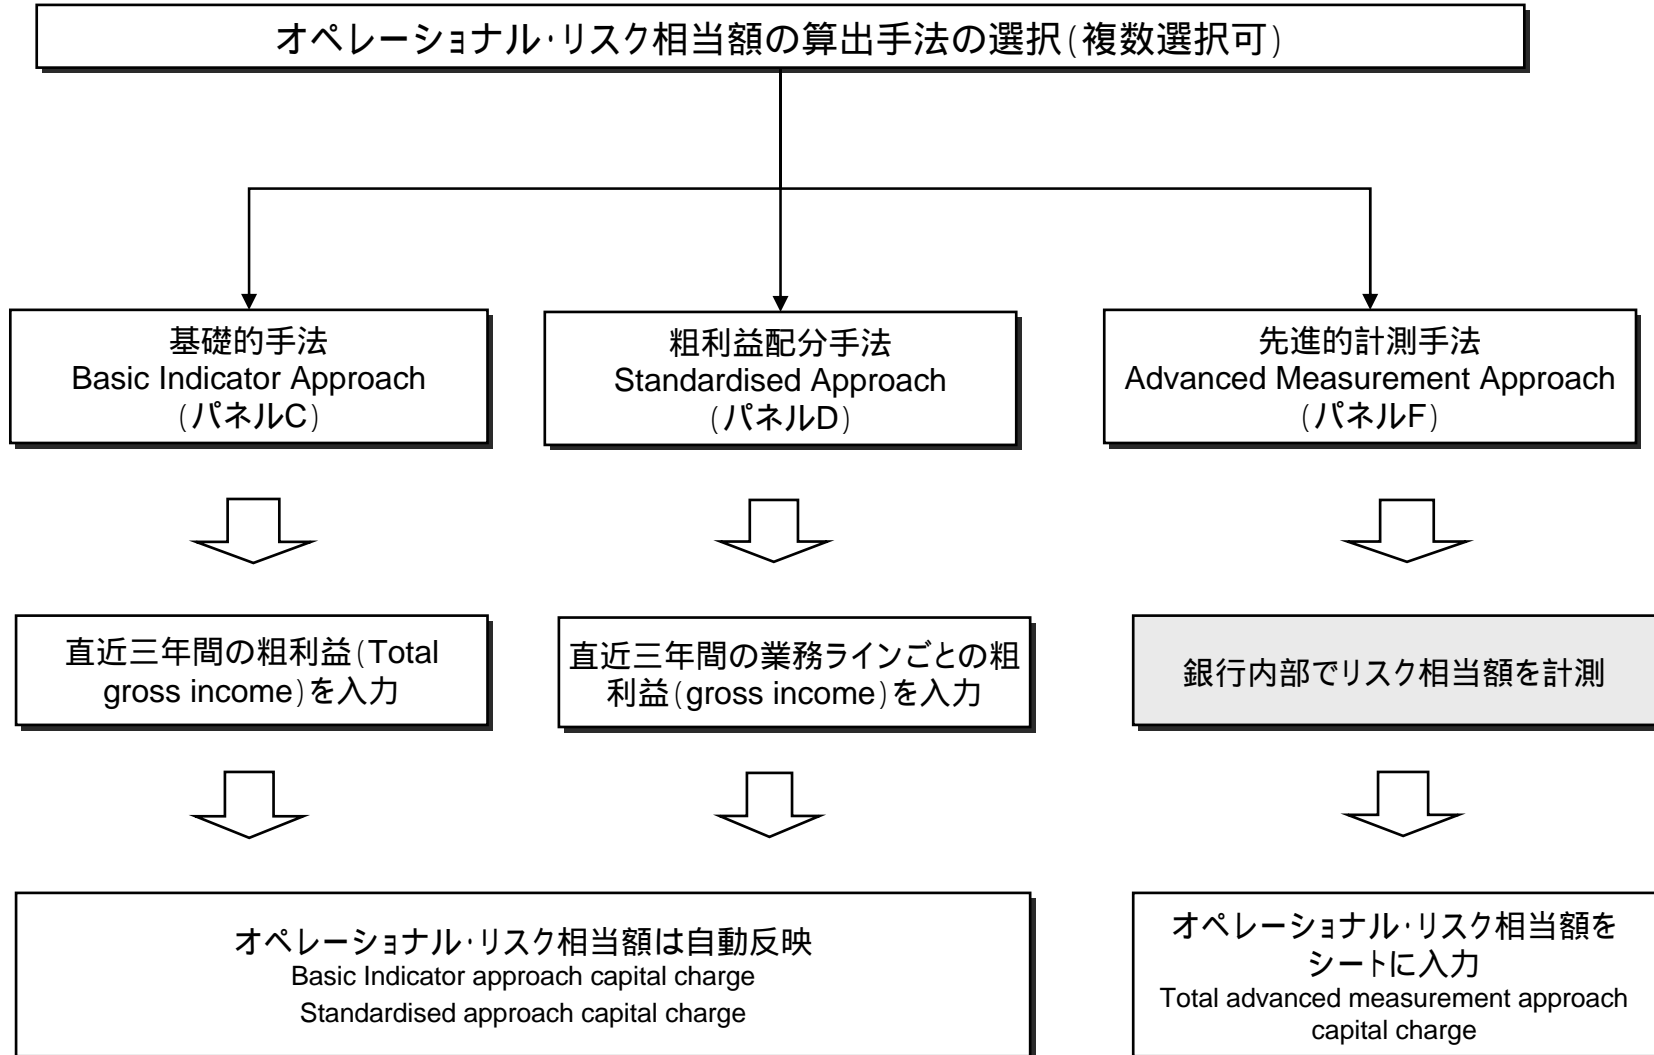 オペレーショナル・リスク相当額の算出手法の選択(複数選択可)
基礎的手法
Basic Indicator Approach
(パネルC)
粗利益配分手法
Standardised Approach
(パネルD)
先進的計測手法
Advanced Measurement Approach
(パネルF)
直近三年間の粗利益(Total
gross income)を入力
直近三年間の業務ラインごとの粗
利益(gross income)を入力
銀行内部でリスク相当額を計測
オペレーショナル・リスク相当額は自動反映
Basic Indicator approach capital charge
Standardised approach capital charge
オペレーショナル・リスク相当額を
シートに入力
Total advanced measurement approach
capital charge